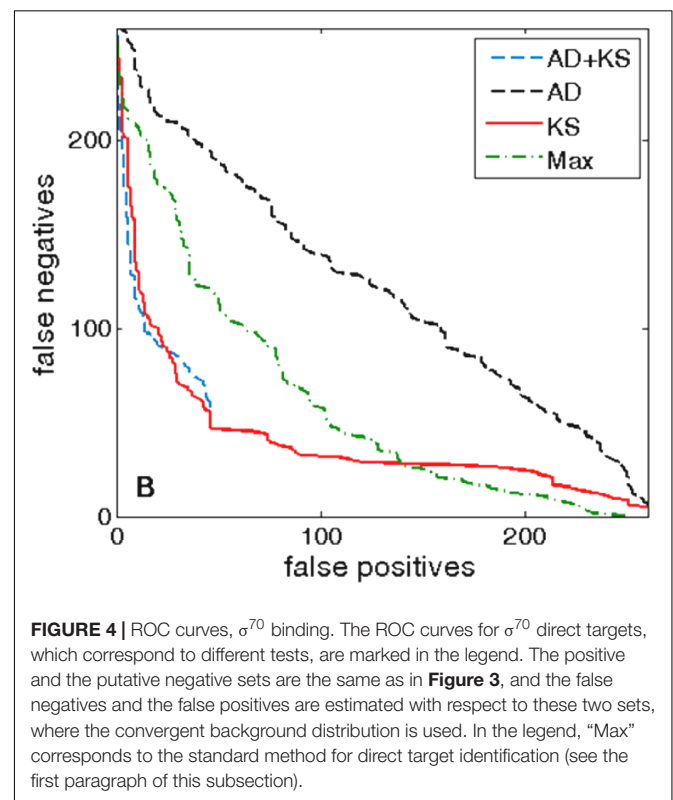 AD+KS
AD
KS
Max
200
100
0
false negatives
B
0
100
200
false positives
FIGURE 4 | ROC curves, σ⁷⁰ binding. The ROC curves for σ⁷⁰ direct targets,
which correspond to different tests, are marked in the legend. The positive
and the putative negative sets are the same as in Figure 3, and the false
negatives and the false positives are estimated with respect to these two sets,
where the convergent background distribution is used. In the legend, “Max”
corresponds to the standard method for direct target identification (see the
first paragraph of this subsection).